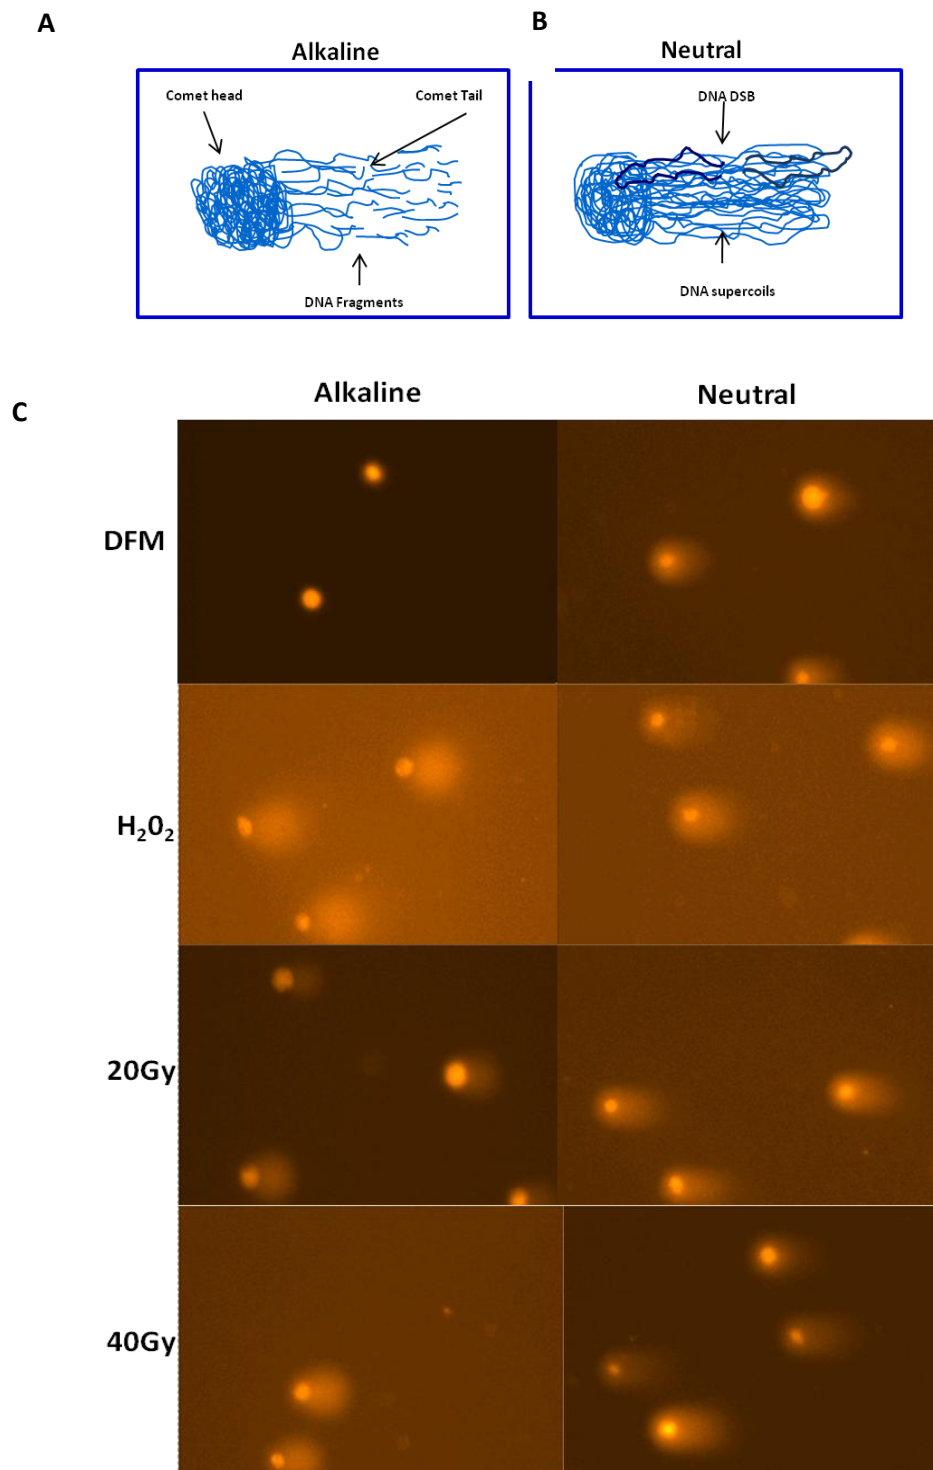 A
B
Alkaline
Neutral
Comet head
Comet Tail
DNA DSB
DNA Fragments
DNA supercoils
C
Alkaline
Neutral
DFM
H₂0₂
20Gy
40Gy